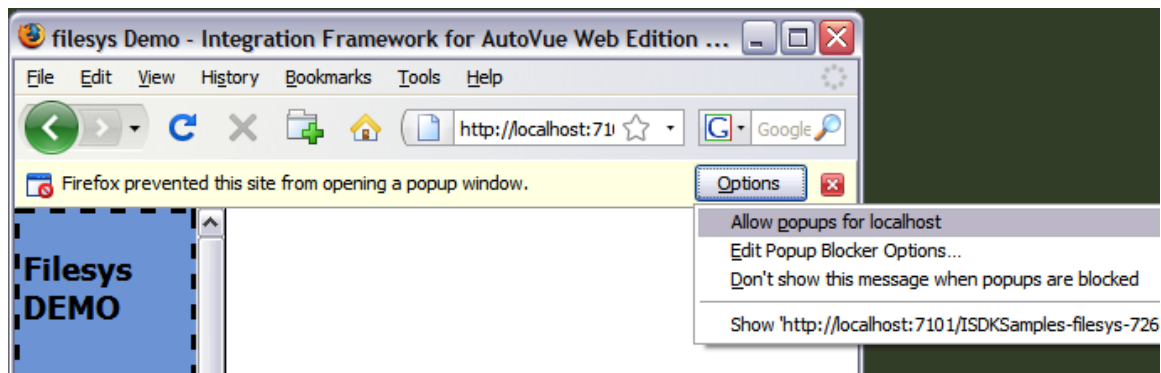 filesys Demo - Integration Framework for AutoVue Web Edition ...
File Edit View History Bookmarks Tools Help
http://localhost:71 G Google
Firefox prevented this site from opening a popup window. Options
Allow popups for localhost
Edit Popup Blocker Options...
Don't show this message when popups are blocked
Show 'http://localhost:7101/ISDKSamples-filesys-726
Filesys
DEMO